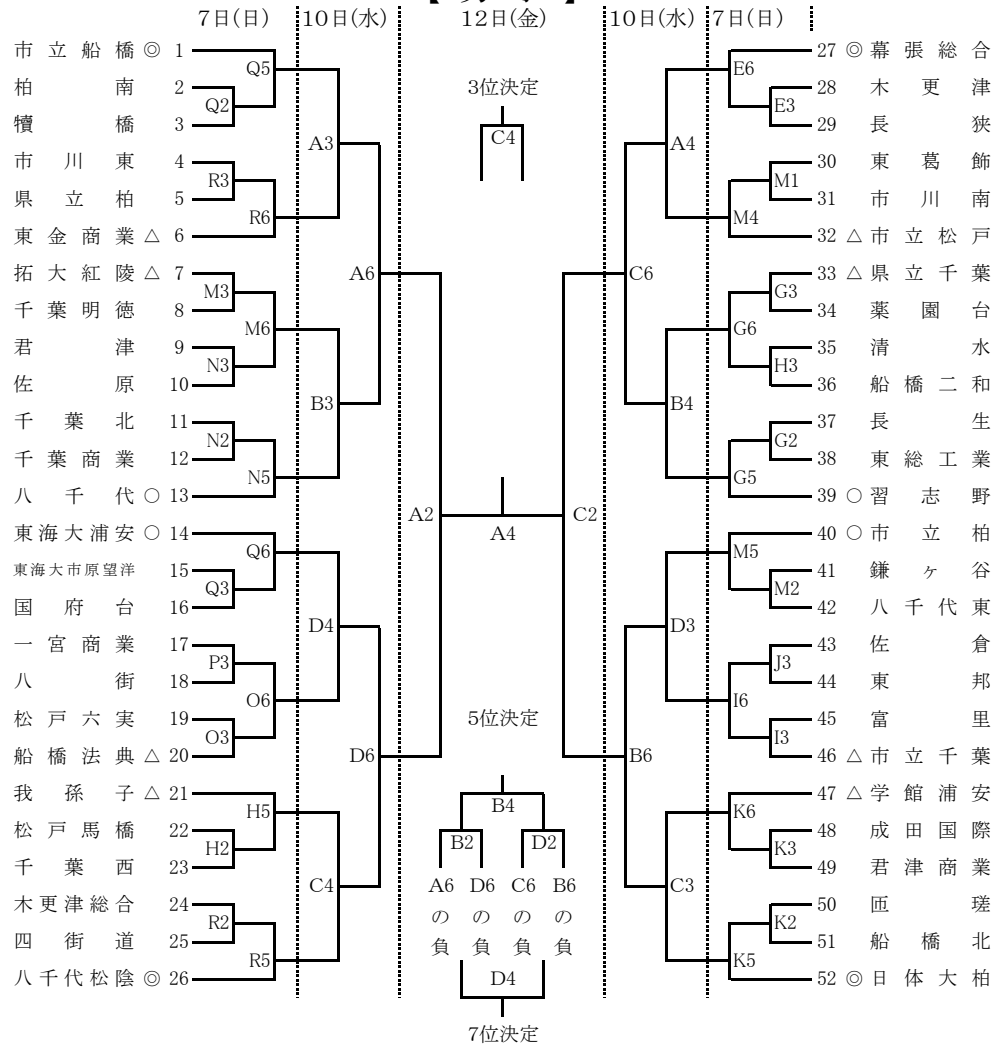 7日(日) 10日(水) 12日(金) 10日(水) 7日(日)
市立船橋 ◎ 1
柏南 2
犢橋 3
市川東 4
県立柏 5
東金商業 △ 6
拓大紅陵 △ 7
千葉明徳 8
君津 9
佐原 10
千葉北 11
千葉商業 12
八千代 ○ 13
東海大浦安 ○ 14
東海大市原望洋 15
国府台 16
一宮商業 17
八街 18
松戸六実 19
船橋法典 △ 20
我孫子 △ 21
松戸馬橋 22
千葉西 23
木更津総合 24
四街道 25
八千代松陰 ◎ 26
Q5
Q2
R3
R6
M3
M6
N3
N2
N5
Q6
Q3
P3
O6
O3
H5
H2
R2
R5
A3
B3
D4
C4
A6
D6
A2
3位決定
C4
A4
5位決定
B4
B2 D2
A6の負 D6の負 C6の負 B6の負
D4
7位決定
C2
C6
B6
A4
B4
D3
C3
E6
E3
M1
M4
G3
G6
H3
G2
G5
M5
M2
J3
I6
I3
K6
K3
K2
K5
27 ◎ 幕張総合
28 木更津
29 長狭
30 東葛飾
31 市川南
32 △ 市立松戸
33 △ 県立千葉
34 薬園台
35 清水
36 船橋二和
37 長生
38 東総工業
39 ○ 習志野
40 ○ 市立柏
41 鎌ヶ谷
42 八千代東
43 佐倉
44 東邦
45 富里
46 △ 市立千葉
47 △ 学館浦安
48 成田国際
49 君津商業
50 匝瑳
51 船橋北
52 ◎ 日体大柏